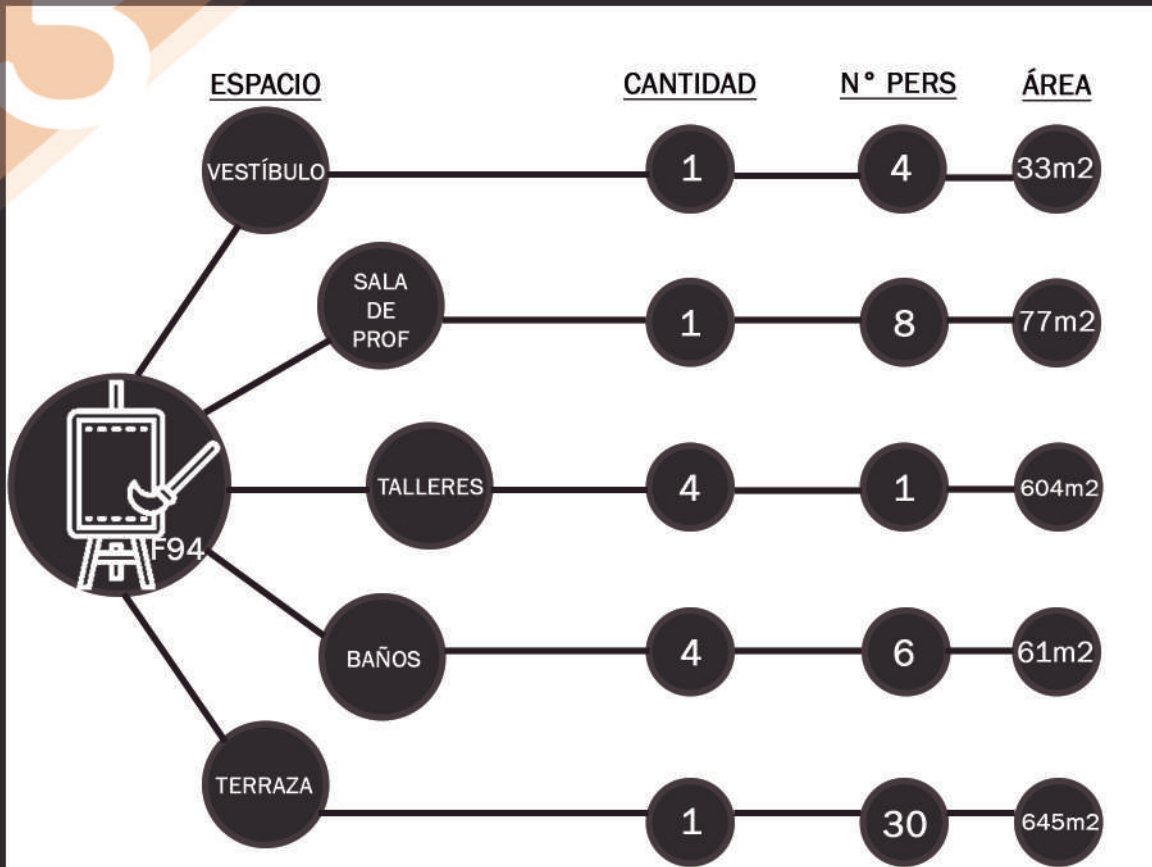 5
ESPACIO CANTIDAD N° PERS ÁREA
VESTÍBULO 1 4 33m2
SALA
DE
PROF
1 8 77m2
TALLERES 4 1 604m2
F94
BAÑOS 4 6 61m2
TERRAZA 1 30 645m2